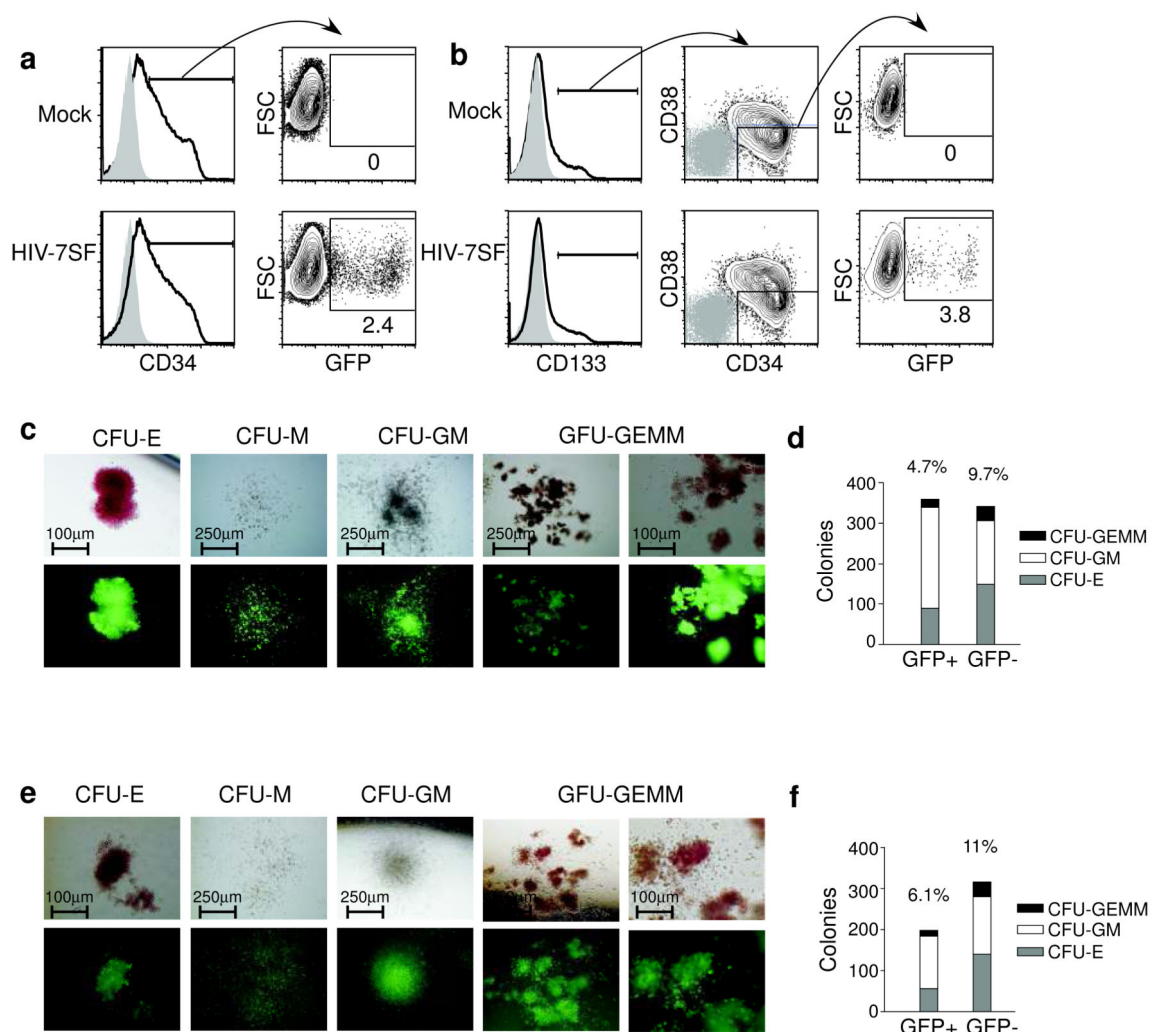 a
Mock
FSC
0
HIV-7SF
FSC
2.4
CD34
GFP
b
Mock
CD38
FSC
0
HIV-7SF
CD38
FSC
3.8
CD133
CD34
GFP
c
CFU-E
CFU-M
CFU-GM
GFU-GEMM
100µm
250µm
250µm
250µm
100µm
d
4.7%
9.7%
400
300
200
100
0
Colonies
GFP+
GFP-
CFU-GEMM
CFU-GM
CFU-E
e
CFU-E
CFU-M
CFU-GM
GFU-GEMM
100µm
250µm
250µm
250µm
100µm
f
6.1%
11%
400
300
200
100
0
Colonies
GFP+
GFP-
CFU-GEMM
CFU-GM
CFU-E